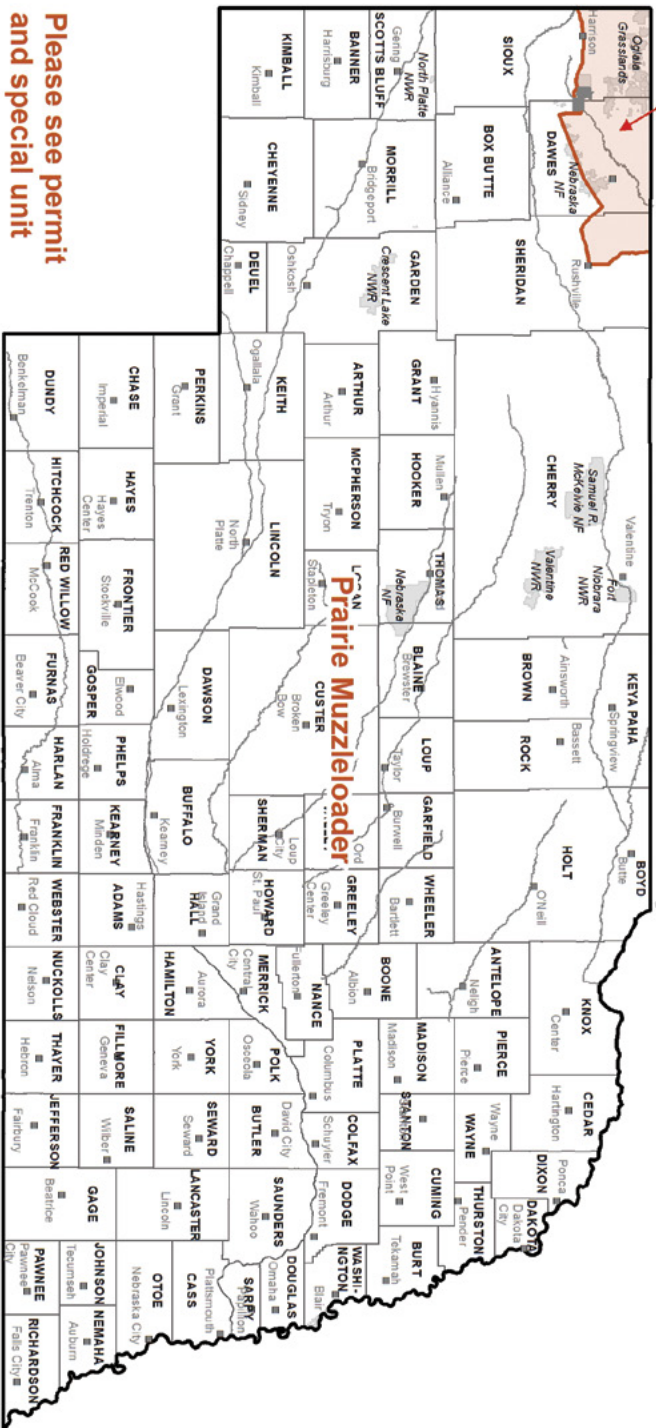 Oglala
Grasslands
Harrison
SIOUX
DAWES
Nebraska
NF
Rushville
SHERIDAN
BOX BUTTE
Alliance
North Platte
NWR
SCOTTS BLUFF
Gering
BANNER
Harrisburg
KIMBALL
Kimball
MORRILL
Bridgeport
CHEYENNE
Sidney
GARDEN
Crescent Lake
NWR
Oshkosh
DEUEL
Chappell
Valentine
Fort
Niobrara
NWR
Samuel R.
McKelvie NF
CHERRY
Valentine
NWR
KEYA PAHA
Springview
BROWN
Ainsworth
ROCK
Bassett
BOYD
Butte
HOLT
O'Neill
KNOX
Center
CEDAR
Hartington
DIXON
Ponca
DAKOTA
Dakota
City
ANTELOPE
Neligh
PIERCE
Pierce
WAYNE
Wayne
THURSTON
Pender
GRANT
Hyannis
HOOKER
Mullen
THOMAS
Nebraska
NF
BLAINE
Brewster
LOUP
Taylor
GARFIELD
Burwell
WHEELER
Bartlett
BOONE
Albion
MADISON
Madison
STANTON
CUMING
West
Point
BURT
Tekamah
ARTHUR
Arthur
MCPHERSON
Tryon
Stapleton
Prairie Muzzleloader
CUSTER
Broken
Bow
Ord
GREELEY
Greeley
Center
NANCE
Fullerton
PLATTE
Columbus
COLFAX
Schuyler
DODGE
Fremont
WASHI-
NGTON
Blair
KEITH
Ogallala
LINCOLN
North
Platte
SHERMAN
Loup
City
HOWARD
St. Paul
MERRICK
Central
City
POLK
Osceola
BUTLER
David City
SAUNDERS
Wahoo
DOUGLAS
Omaha
SARPY
Papillion
PERKINS
Grant
DAWSON
Lexington
BUFFALO
Kearney
HALL
Grand
Island
HAMILTON
Aurora
YORK
York
SEWARD
Seward
LANCASTER
Lincoln
CASS
Plattsmouth
CHASE
Imperial
HAYES
Hayes
Center
FRONTIER
Stockville
GOSPER
Elwood
PHELPS
Holdrege
KEARNEY
Minden
ADAMS
Hastings
CLAY
Clay
Center
FILLMORE
Geneva
SALINE
Wilber
GAGE
Beatrice
OTOE
Nebraska City
JOHNSON
Tecumseh
NEMAHA
Auburn
DUNDY
Benkelman
HITCHCOCK
Trenton
RED WILLOW
McCook
FURNAS
Beaver City
HARLAN
Alma
FRANKLIN
Franklin
WEBSTER
Red Cloud
NUCKOLLS
Nelson
THAYER
Hebron
JEFFERSON
Fairbury
PAWNEE
Pawnee
City
RICHARDSON
Falls City
Please see permit
and special unit